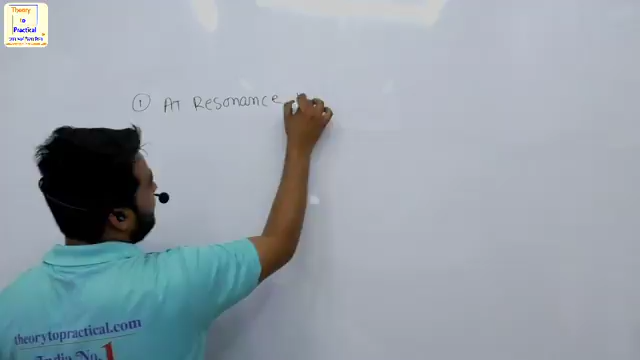 Theory
to
Practical
① AT Resonance
theorytopractical.com
India No. 1